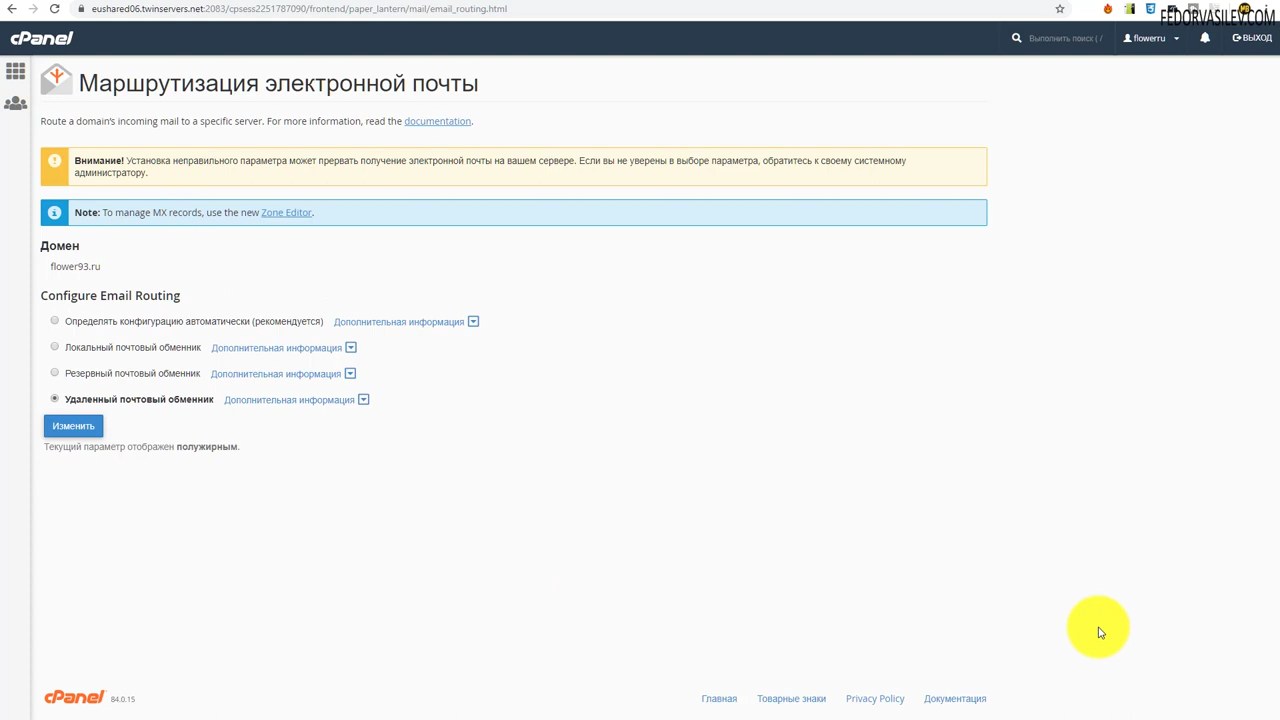 eushared06.twinservers.net:2083/cpsess2251787090/frontend/paper_lantern/mail/email_routing.html
FEDORVASILEV.COM
cPanel
Выполнить поиск ( /
flowerru
ВЫХОД
Маршрутизация электронной почты
Route a domain's incoming mail to a specific server. For more information, read the documentation.
Внимание! Установка неправильного параметра может прервать получение электронной почты на вашем сервере. Если вы не уверены в выборе параметра, обратитесь к своему системному
администратору.
Note: To manage MX records, use the new Zone Editor.
Домен
flower93.ru
Configure Email Routing
Определять конфигурацию автоматически (рекомендуется) Дополнительная информация
Локальный почтовый обменник Дополнительная информация
Резервный почтовый обменник Дополнительная информация
Удаленный почтовый обменник Дополнительная информация
Изменить
Текущий параметр отображен полужирным.
cPanel 84.0.15
Главная Товарные знаки Privacy Policy Документация